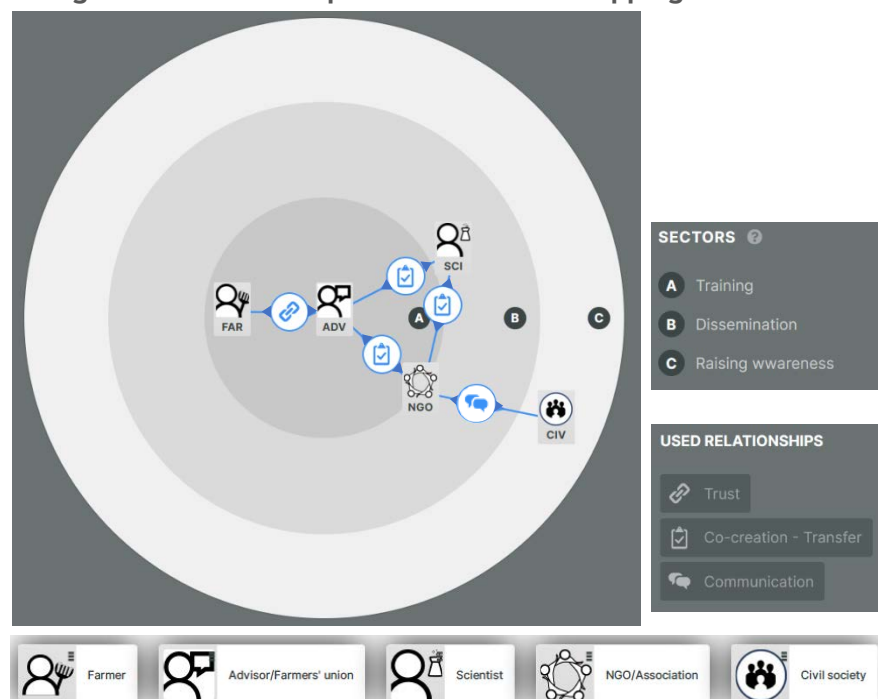 SCI
FAR
ADV
A
B
C
NGO
CIV
SECTORS ?
A Training
B Dissemination
C Raising wwareness
USED RELATIONSHIPS
Trust
Co-creation - Transfer
Communication
Farmer
Advisor/Farmers' union
Scientist
NGO/Association
Civil society